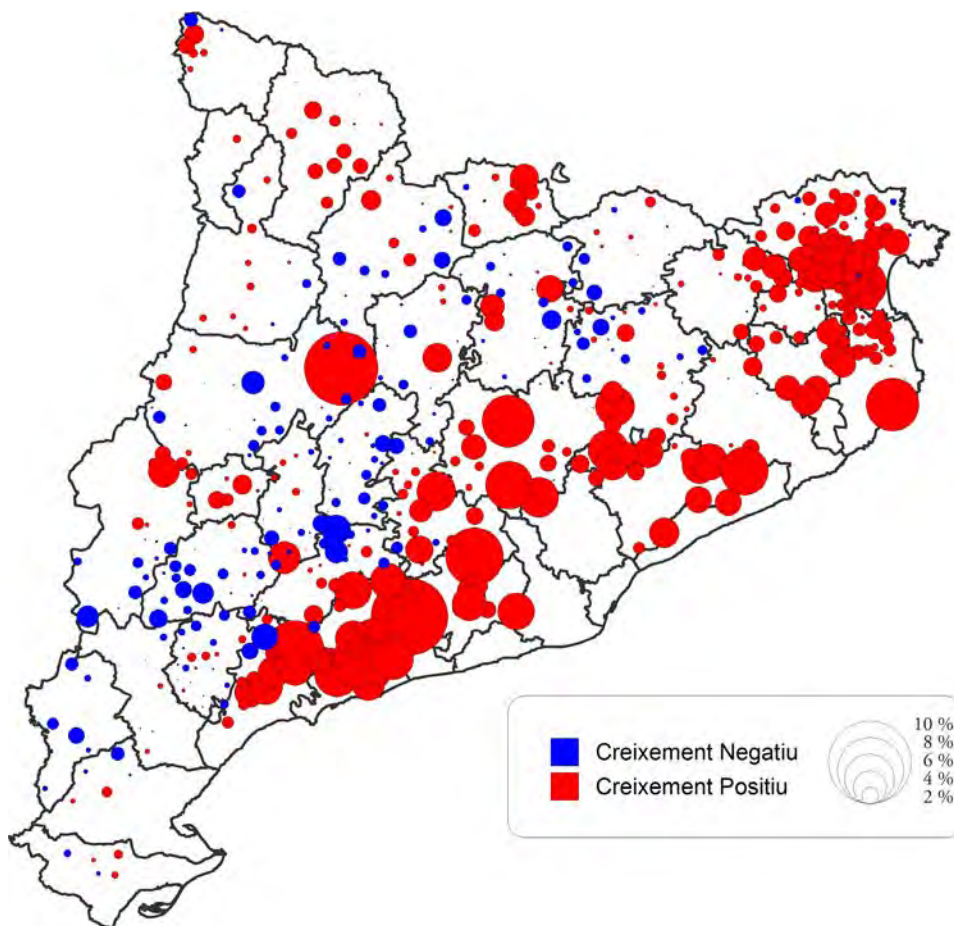 Creixement Negatiu
Creixement Positiu
10 %
8 %
6 %
4 %
2 %